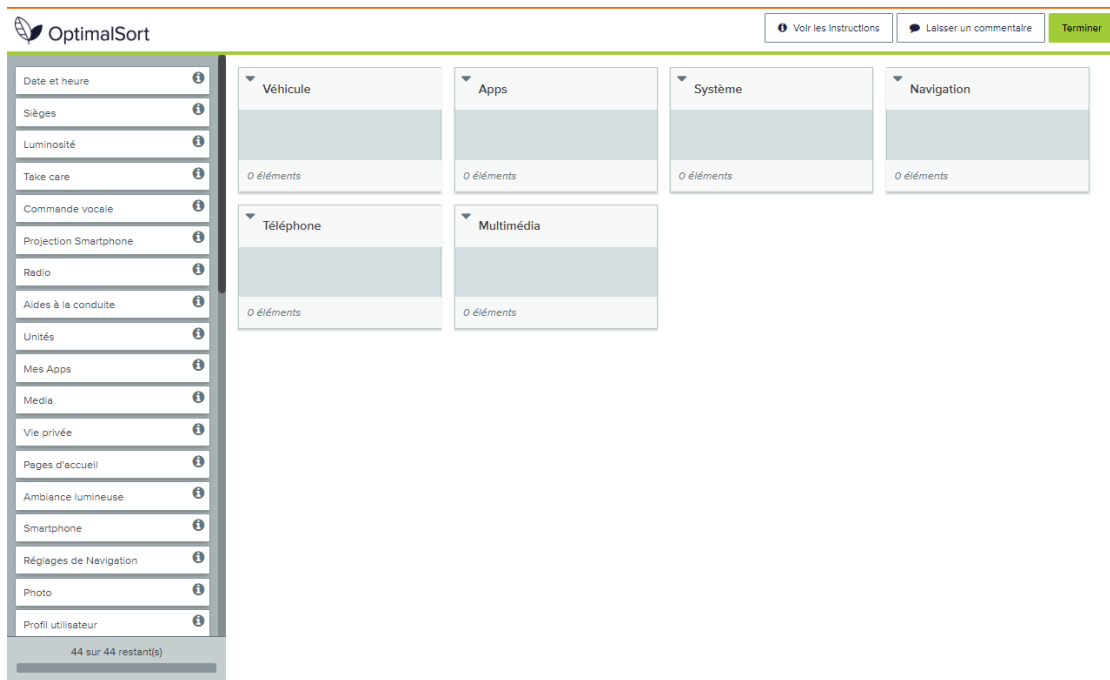 OptimalSort
Voir les Instructions
Laisser un commentaire
Terminer
Date et heure
Sièges
Luminosité
Take care
Commande vocale
Projection Smartphone
Radio
Aides à la conduite
Unités
Mes Apps
Media
Vie privée
Pages d'accueil
Ambiance lumineuse
Smartphone
Réglages de Navigation
Photo
Profil utilisateur
44 sur 44 restant(s)
Véhicule
0 éléments
Apps
0 éléments
Système
0 éléments
Navigation
0 éléments
Téléphone
0 éléments
Multimédia
0 éléments